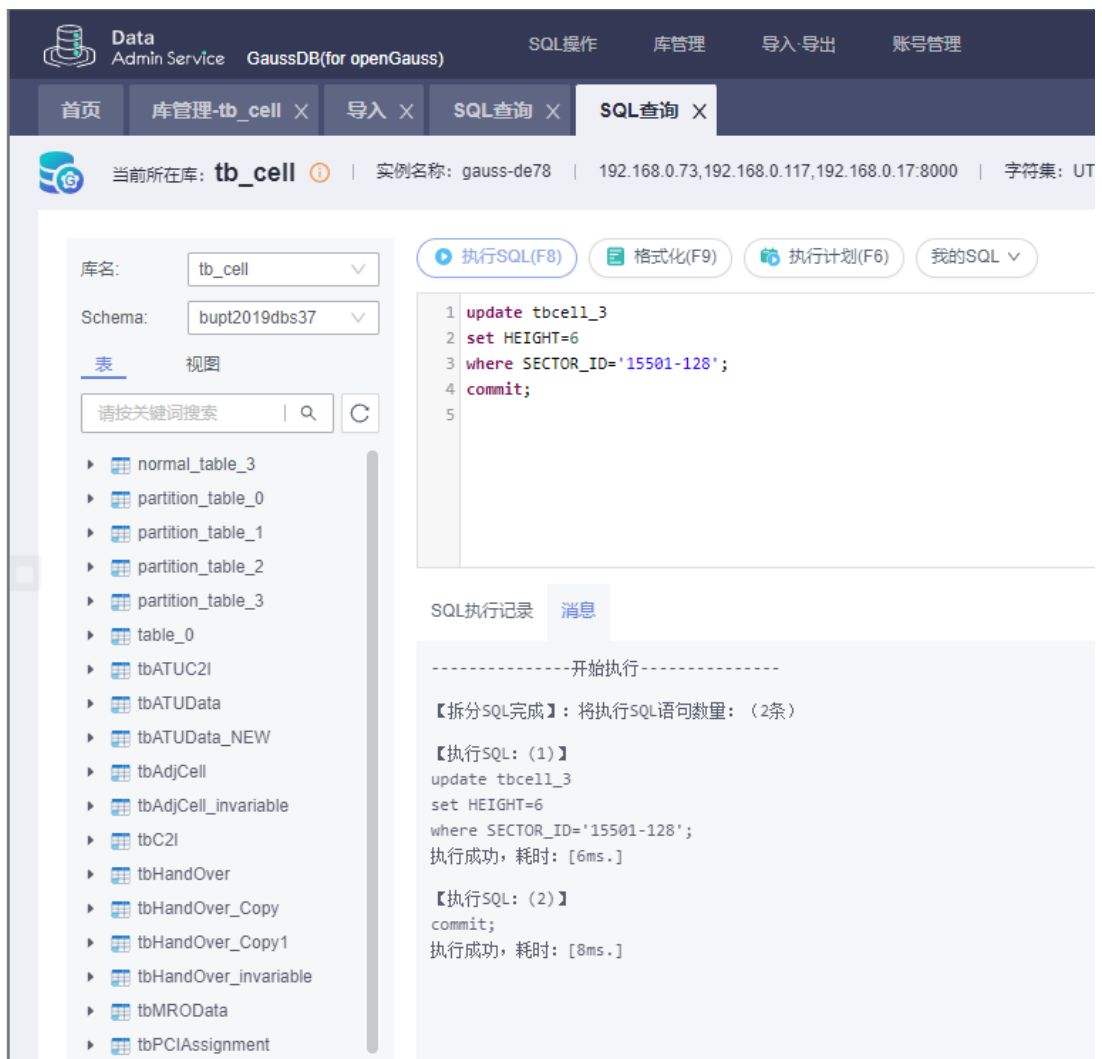 Data
Admin Service GaussDB(for openGauss) SQL操作 库管理 导入·导出 账号管理
首页 库管理-tb_cell 导入 SQL查询 SQL查询
当前所在库: tb_cell | 实例名称: gauss-de78 | 192.168.0.73,192.168.0.117,192.168.0.17:8000 | 字符集: UT
库名: tb_cell
Schema: bupt2019dbs37
表 视图
请按关键词搜索
normal_table_3
partition_table_0
partition_table_1
partition_table_2
partition_table_3
table_0
tbATUC2I
tbATUData
tbATUData_NEW
tbAdjCell
tbAdjCell_invariable
tbC2I
tbHandOver
tbHandOver_Copy
tbHandOver_Copy1
tbHandOver_invariable
tbMROData
tbPCIAssignment
执行SQL(F8) 格式化(F9) 执行计划(F6) 我的SQL
1 update tbcell_3
2 set HEIGHT=6
3 where SECTOR_ID='15501-128';
4 commit;
5
SQL执行记录 消息
---------------开始执行---------------
【拆分SQL完成】: 将执行SQL语句数量: (2条)
【执行SQL: (1)】
update tbcell_3
set HEIGHT=6
where SECTOR_ID='15501-128';
执行成功,耗时: [6ms.]
【执行SQL: (2)】
commit;
执行成功,耗时: [8ms.]